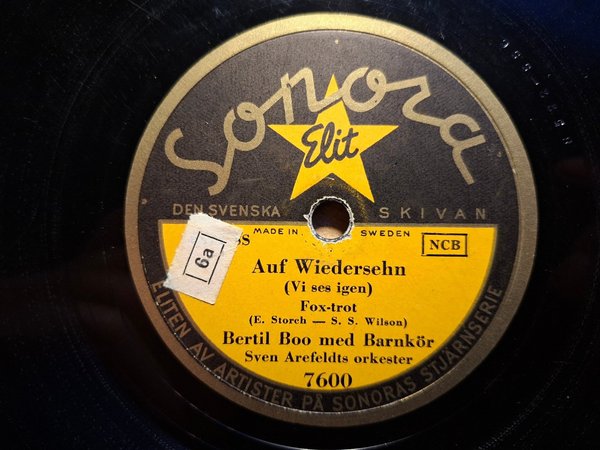 Sonora
Elit
DEN SVENSKA SKIVAN
MADE IN SWEDEN
6a
NCB
Auf Wiedersehn
(Vi ses igen)
Fox-trot
(E. Storch — S. S. Wilson)
Bertil Boo med Barnkör
Sven Arefeldts orkester
7600
ELITEN AV ARTISTER PÅ SONORAS STJÄRNSERIE